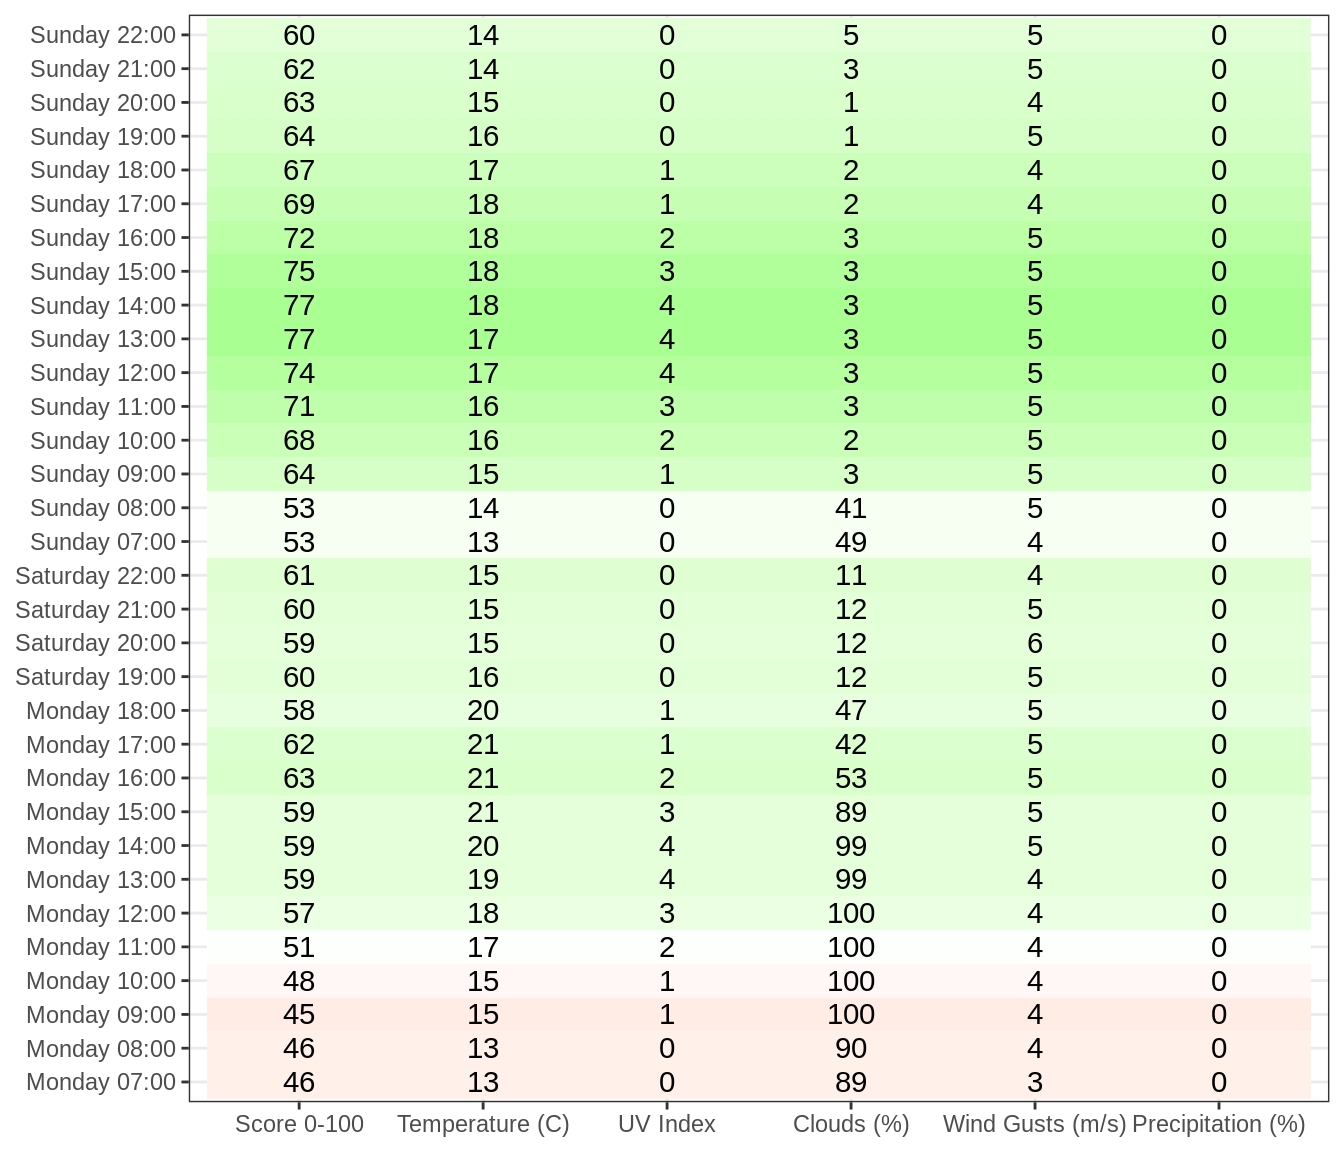 Sunday 22:00 60 14 0 5 5 0
Sunday 21:00 62 14 0 3 5 0
Sunday 20:00 63 15 0 1 4 0
Sunday 19:00 64 16 0 1 5 0
Sunday 18:00 67 17 1 2 4 0
Sunday 17:00 69 18 1 2 4 0
Sunday 16:00 72 18 2 3 5 0
Sunday 15:00 75 18 3 3 5 0
Sunday 14:00 77 18 4 3 5 0
Sunday 13:00 77 17 4 3 5 0
Sunday 12:00 74 17 4 3 5 0
Sunday 11:00 71 16 3 3 5 0
Sunday 10:00 68 16 2 2 5 0
Sunday 09:00 64 15 1 3 5 0
Sunday 08:00 53 14 0 41 5 0
Sunday 07:00 53 13 0 49 4 0
Saturday 22:00 61 15 0 11 4 0
Saturday 21:00 60 15 0 12 5 0
Saturday 20:00 59 15 0 12 6 0
Saturday 19:00 60 16 0 12 5 0
Monday 18:00 58 20 1 47 5 0
Monday 17:00 62 21 1 42 5 0
Monday 16:00 63 21 2 53 5 0
Monday 15:00 59 21 3 89 5 0
Monday 14:00 59 20 4 99 5 0
Monday 13:00 59 19 4 99 4 0
Monday 12:00 57 18 3 100 4 0
Monday 11:00 51 17 2 100 4 0
Monday 10:00 48 15 1 100 4 0
Monday 09:00 45 15 1 100 4 0
Monday 08:00 46 13 0 90 4 0
Monday 07:00 46 13 0 89 3 0
Score 0-100 Temperature (C) UV Index Clouds (%) Wind Gusts (m/s) Precipitation (%)